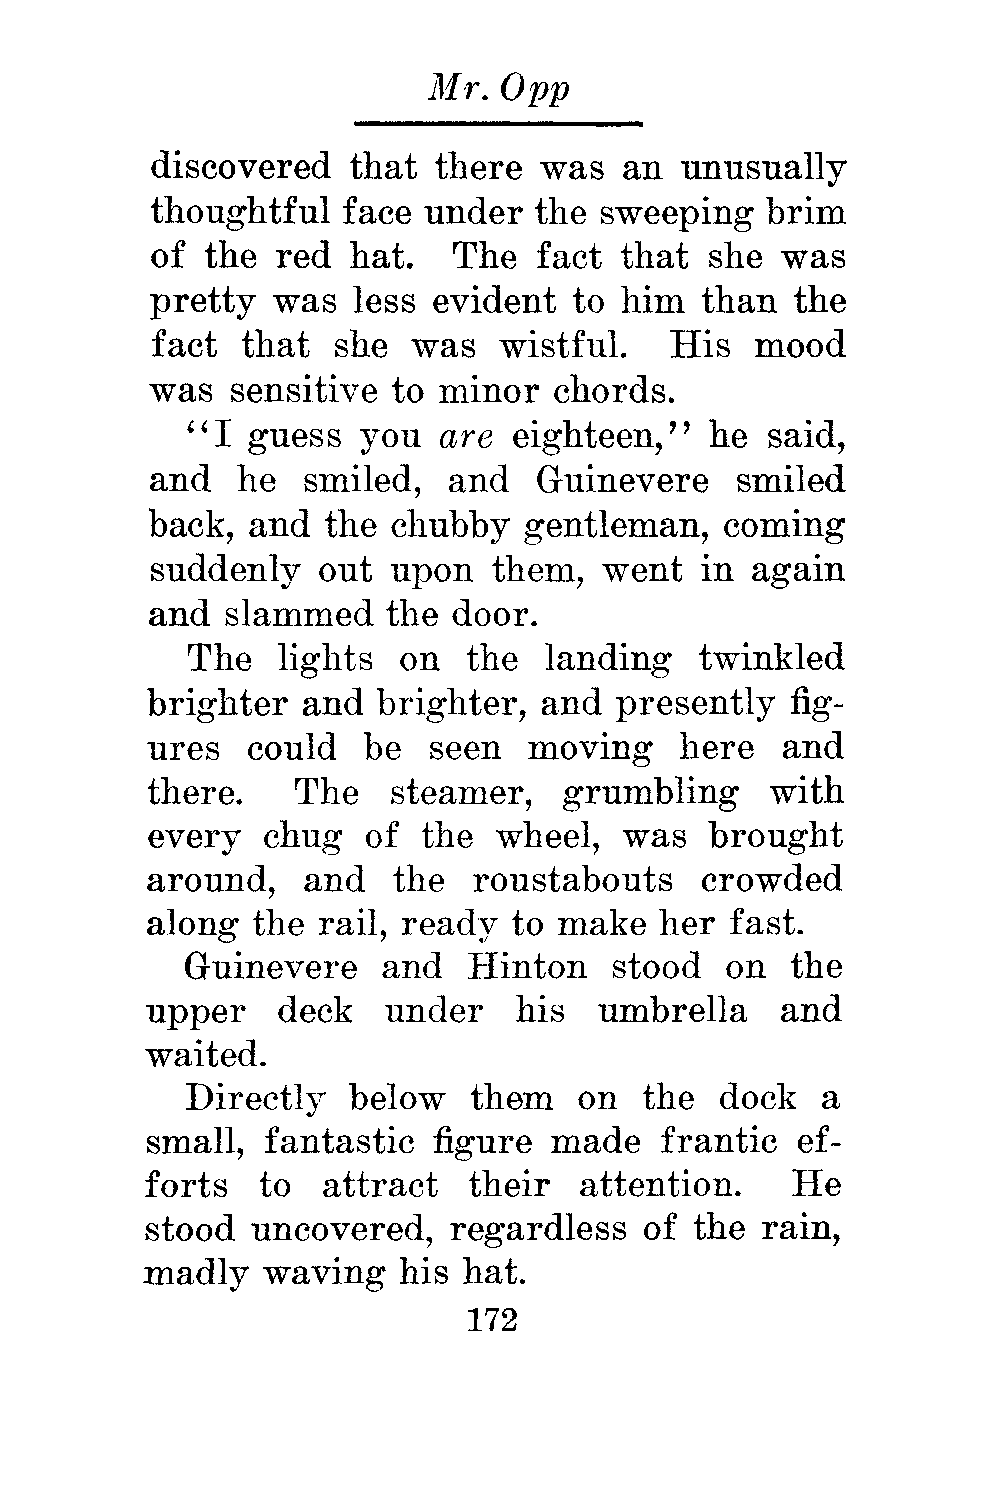 Mr. Opp
discovered that there was an unusually
thoughtful face under the sweeping brim
of the red hat. The fact that she was
pretty was less evident to him than the
fact that she was wistful. His mood
was sensitive to minor chords.
"I guess you are eighteen," he said,
and he smiled, and Guinevere smiled
back, and the chubby gentleman, coming
suddenly out upon them, went in again
and slammed the door.
The lights on the landing twinkled
brighter and brighter, and presently fig-
ures could be seen moving here and
there. The steamer, grumbling with
every chug of the wheel, was brought
around, and the roustabouts crowded
along the rail, ready to make her fast.
Guinevere and Hinton stood on the
upper deck under his umbrella and
waited.
Directly below them on the dock a
small, fantastic figure made frantic ef-
forts to attract their attention. He
stood uncovered, regardless of the rain,
madly waving his hat.
172